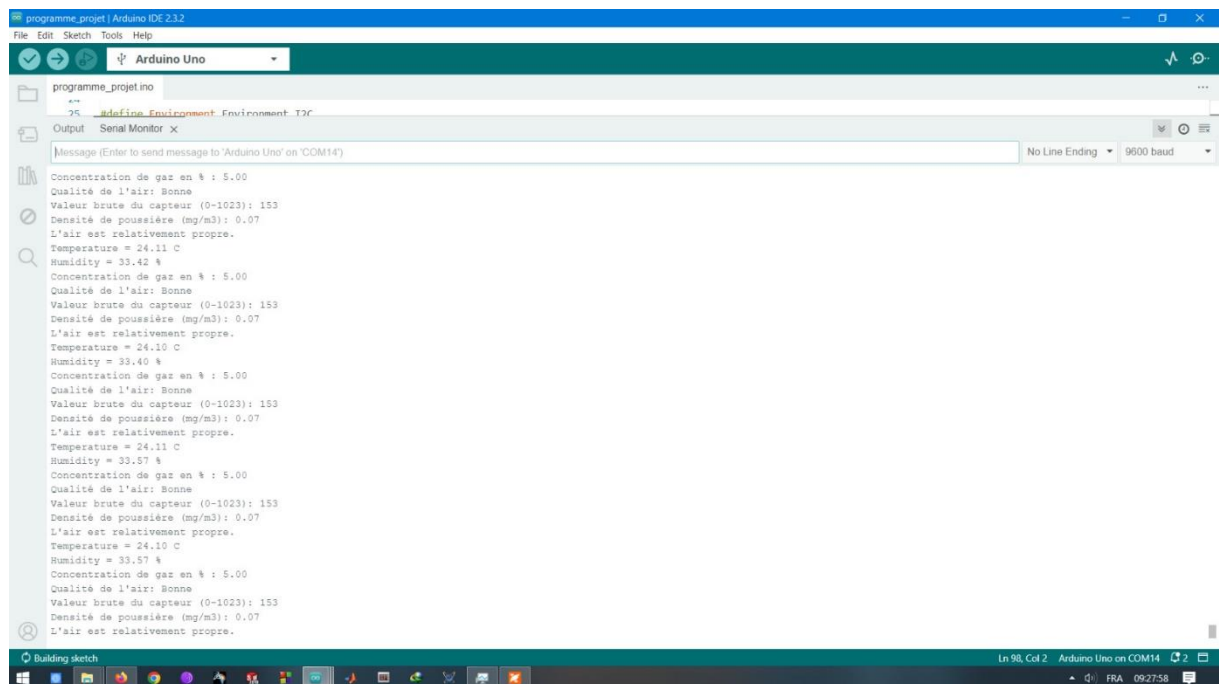 programme_projet | Arduino IDE 2.3.2
File Edit Sketch Tools Help
Arduino Uno
programme_projet.ino
25 #define Environment Environment_I2C
Output Serial Monitor x
Message (Enter to send message to 'Arduino Uno' on 'COM14')
No Line Ending 9600 baud
Concentration de gaz en % : 5.00
Qualité de l'air: Bonne
Valeur brute du capteur (0-1023): 153
Densité de poussière (mg/m3): 0.07
L'air est relativement propre.
Temperature = 24.11 C
Humidity = 33.42 %
Concentration de gaz en % : 5.00
Qualité de l'air: Bonne
Valeur brute du capteur (0-1023): 153
Densité de poussière (mg/m3): 0.07
L'air est relativement propre.
Temperature = 24.10 C
Humidity = 33.40 %
Concentration de gaz en % : 5.00
Qualité de l'air: Bonne
Valeur brute du capteur (0-1023): 153
Densité de poussière (mg/m3): 0.07
L'air est relativement propre.
Temperature = 24.11 C
Humidity = 33.57 %
Concentration de gaz en % : 5.00
Qualité de l'air: Bonne
Valeur brute du capteur (0-1023): 153
Densité de poussière (mg/m3): 0.07
L'air est relativement propre.
Temperature = 24.10 C
Humidity = 33.57 %
Concentration de gaz en % : 5.00
Qualité de l'air: Bonne
Valeur brute du capteur (0-1023): 153
Densité de poussière (mg/m3): 0.07
L'air est relativement propre.
Building sketch
Ln 98, Col 2 Arduino Uno on COM14 2
FRA 09:27:58